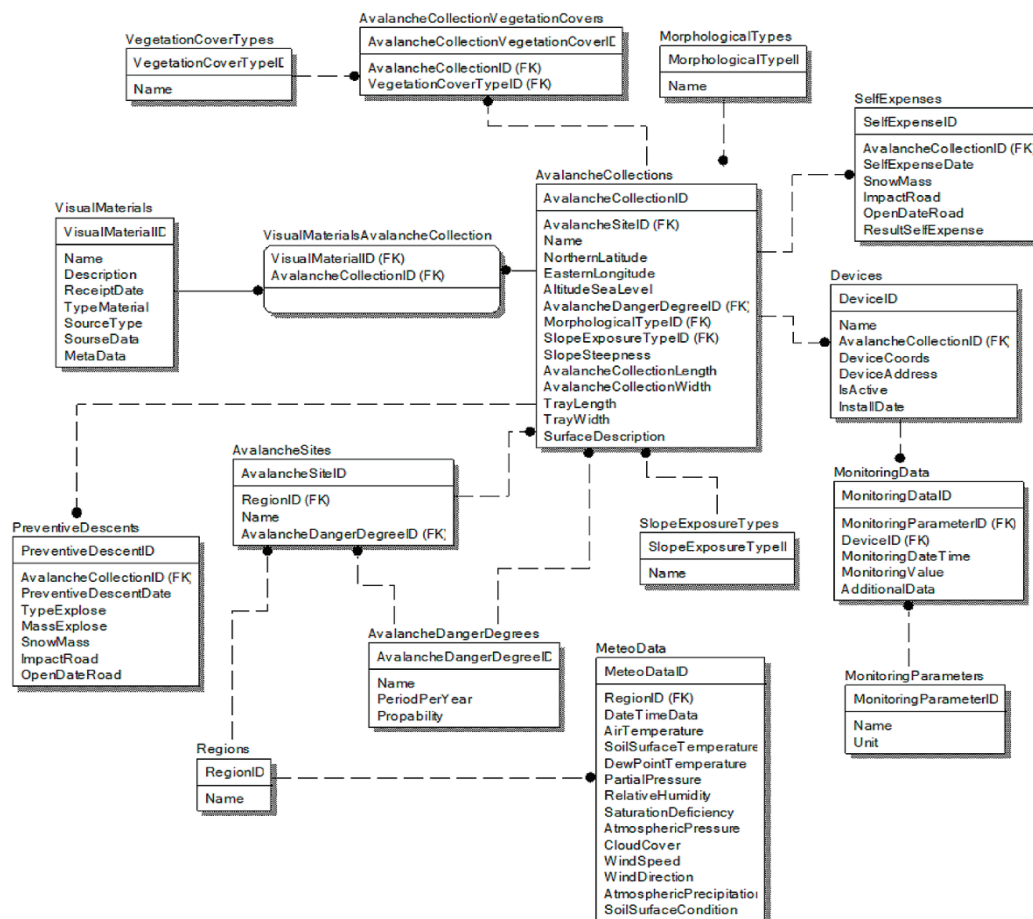 AvalancheCollectionVegetationCovers
AvalancheCollectionVegetationCoverID
AvalancheCollectionID (FK)
VegetationCoverTypeID (FK)
VegetationCoverTypes
VegetationCoverTypeID
Name
MorphologicalTypes
MorphologicalTypeII
Name
SelfExpenses
SelfExpenseID
AvalancheCollectionID (FK)
SelfExpenseDate
SnowMass
ImpactRoad
OpenDateRoad
ResultSelfExpense
AvalancheCollections
AvalancheCollectionID
AvalancheSiteID (FK)
Name
NorthernLatitude
EasternLongitude
AltitudeSeaLevel
AvalancheDangerDegreeID (FK)
MorphologicalTypeID (FK)
SlopeExposureTypeID (FK)
SlopeSteepness
AvalancheCollectionLength
AvalancheCollectionWidth
TrayLength
TrayWidth
SurfaceDescription
VisualMaterials
VisualMaterialID
Name
Description
ReceiptDate
TypeMaterial
SourceType
SourseData
MetaData
VisualMaterialsAvalancheCollection
VisualMaterialID (FK)
AvalancheCollectionID (FK)
Devices
DeviceID
Name
AvalancheCollectionID (FK)
DeviceCoords
DeviceAddress
IsActive
InstallDate
AvalancheSites
AvalancheSiteID
RegionID (FK)
Name
AvalancheDangerDegreeID (FK)
MonitoringData
MonitoringDataID
MonitoringParameterID (FK)
DeviceID (FK)
MonitoringDateTime
MonitoringValue
AdditionalData
SlopeExposureTypes
SlopeExposureTypeII
Name
PreventiveDescents
PreventiveDescentID
AvalancheCollectionID (FK)
PreventiveDescentDate
TypeExplose
MassExplose
SnowMass
ImpactRoad
OpenDateRoad
AvalancheDangerDegrees
AvalancheDangerDegreeID
Name
PeriodPerYear
Propability
MeteoData
MeteoDataID
RegionID (FK)
DateTimeData
AirTemperature
SoilSurfaceTemperature
DewPointTemperature
PartialPressure
RelativeHumidity
SaturationDeficiency
AtmosphericPressure
CloudCover
WindSpeed
WindDirection
AtmosphericPrecipitation
SoilSurfaceCondition
MonitoringParameters
MonitoringParameterID
Name
Unit
Regions
RegionID
Name